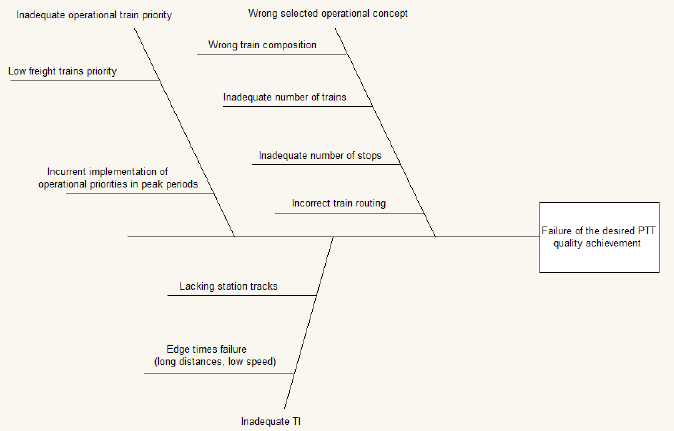 Inadequate operational train priority
Wrong selected operational concept
Wrong train composition
Low freight trains priority
Inadequate number of trains
Inadequate number of stops
Incurrent implementation of
operational priorities in peak periods
Incorrect train routing
Failure of the desired PTT
quality achievement
Lacking station tracks
Edge times failure
(long distances, low speed)
Inadequate TI